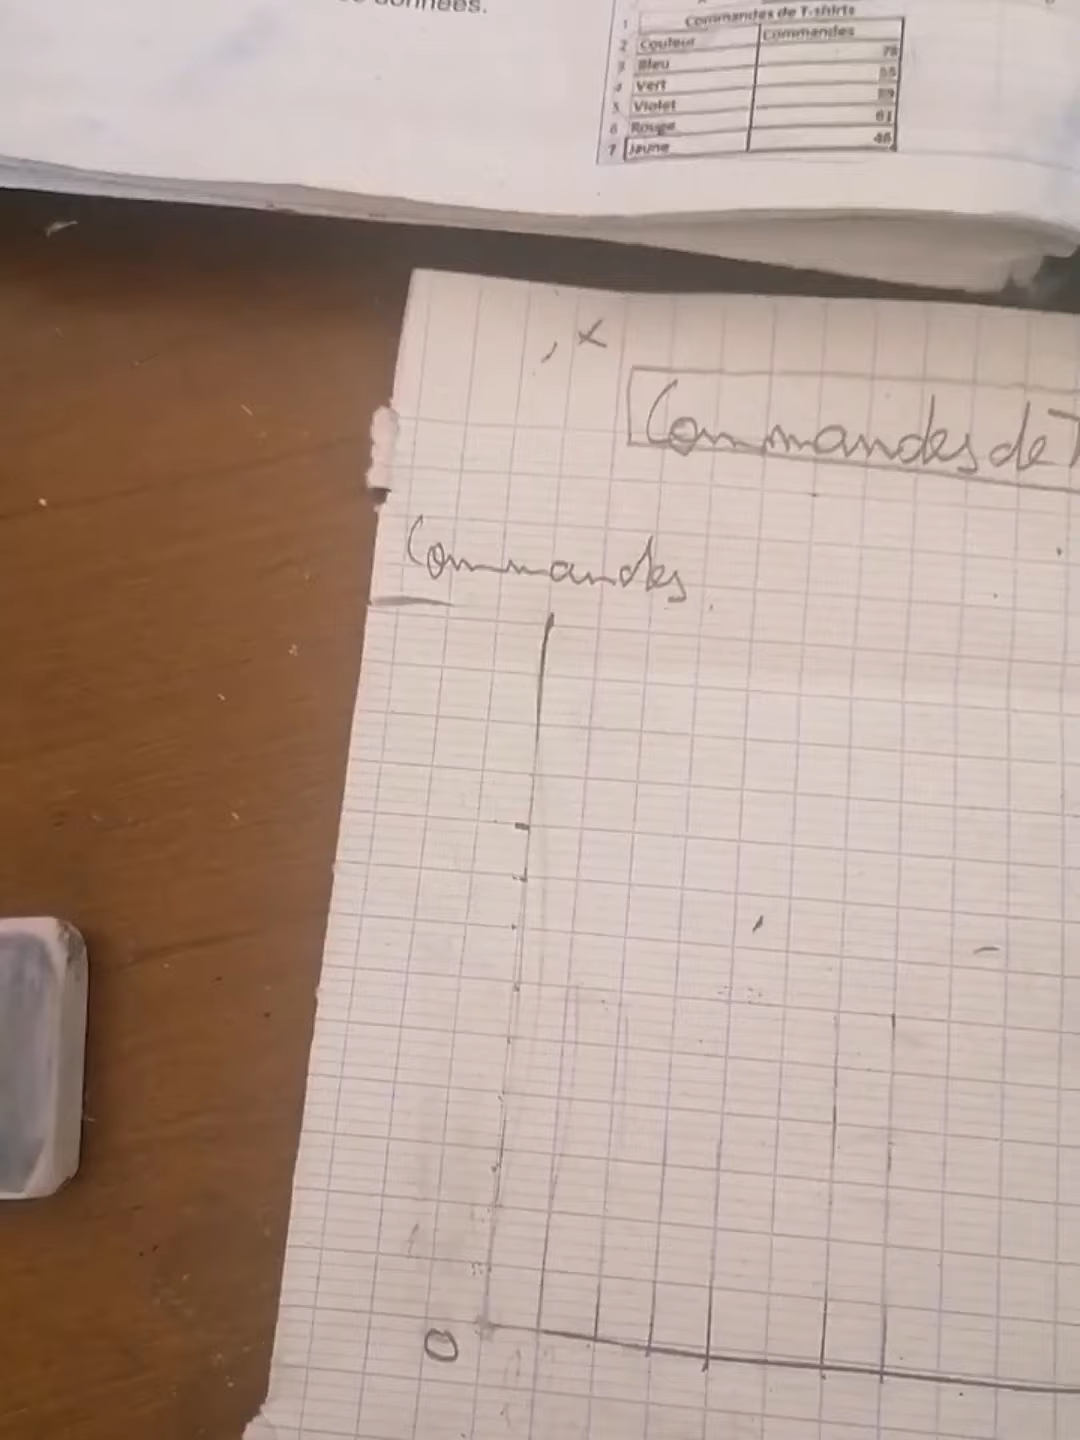 données.
Commandes de T-shirts
Couleur Commandes
Bleu 78
Vert 55
Violet 89
Rouge 61
Jaune 46
1
2
3
4
5
6
7
Commandes de T
Commandes
0